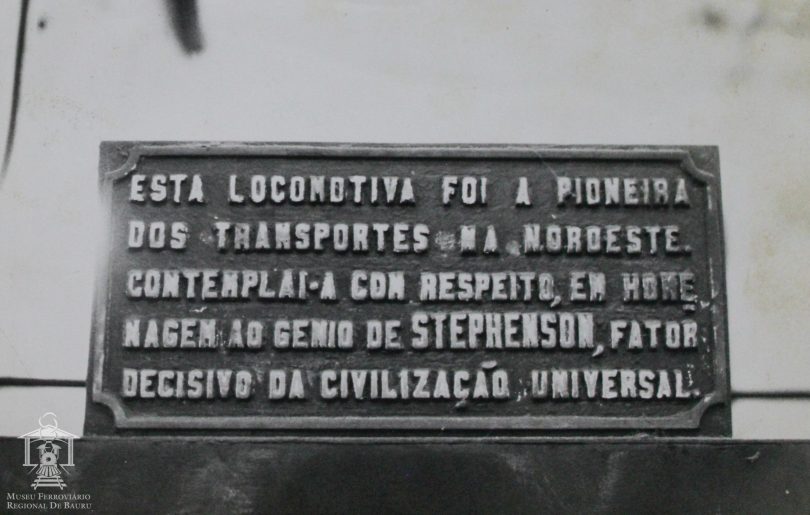 ESTA LOCOMOTIVA FOI A PIONEIRA
DOS TRANSPORTES NA NOROESTE.
CONTEMPLAI-A COM RESPEITO, EM HOME
NAGEM AO GENIO DE STEPHENSON, FATOR
DECISIVO DA CIVILIZAÇÃO UNIVERSAL.
MUSEU FERROVIÁRIO
REGIONAL DE BAURU